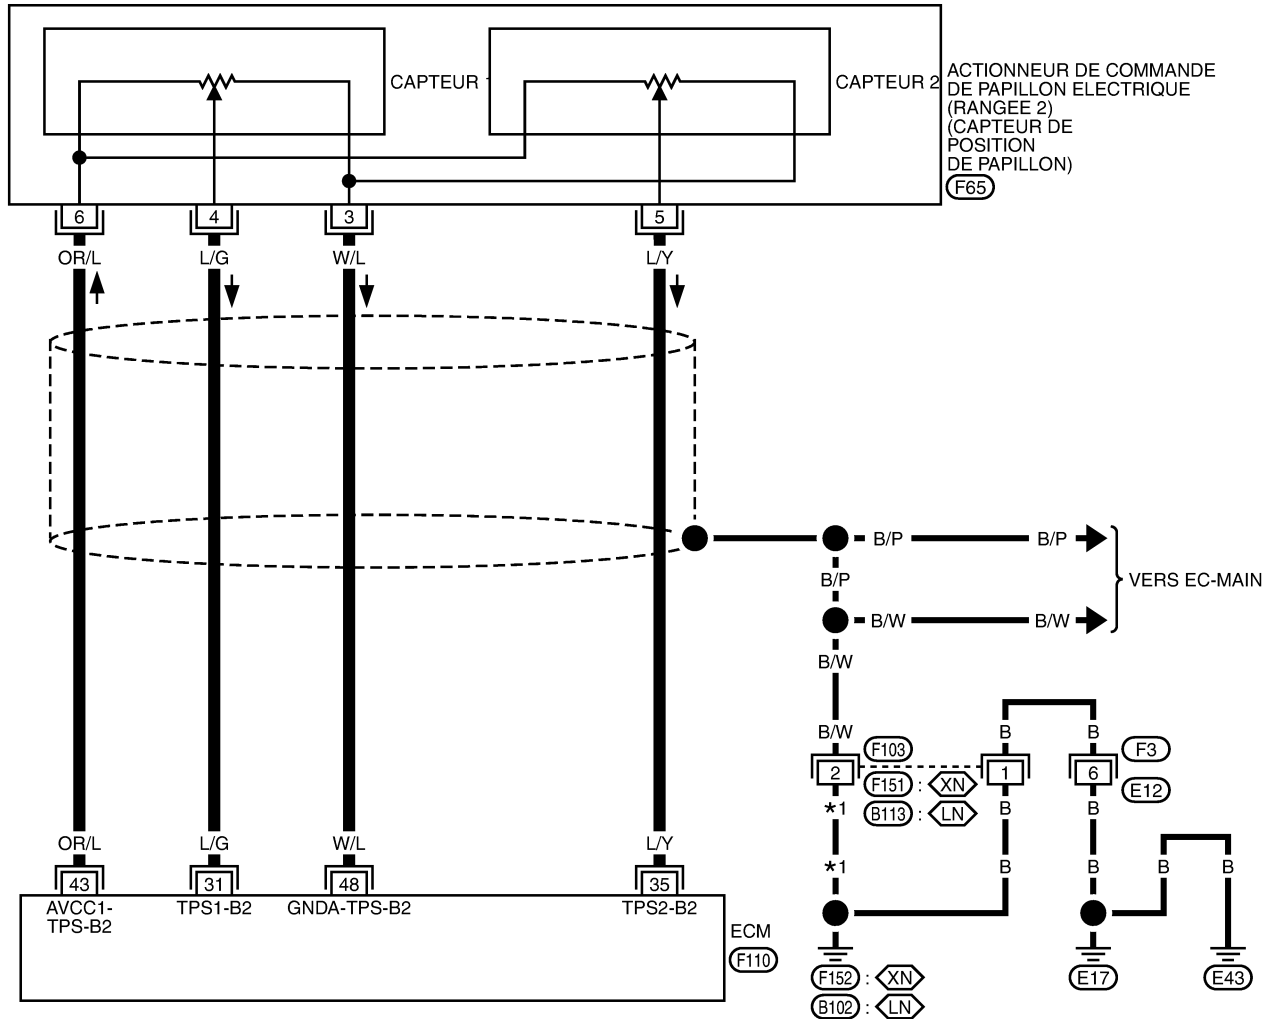 CAPTEUR 1
CAPTEUR 2
ACTIONNEUR DE COMMANDE
DE PAPILLON ELECTRIQUE
(RANGEE 2)
(CAPTEUR DE
POSITION
DE PAPILLON)
F65
6 4 3 5
OR/L L/G W/L L/Y
B/P B/P
B/P
VERS EC-MAIN
B/W B/W
B/W
B/W B B
F103 F3
2 1 6
F151 : XN E12
*1 B113 : LN B B
OR/L L/G W/L L/Y
*1 B B B B
43 31 48 35
AVCC1-
TPS-B2
TPS1-B2 GNDA-TPS-B2 TPS2-B2
ECM
F110
F152 : XN E17 E43
B102 : LN